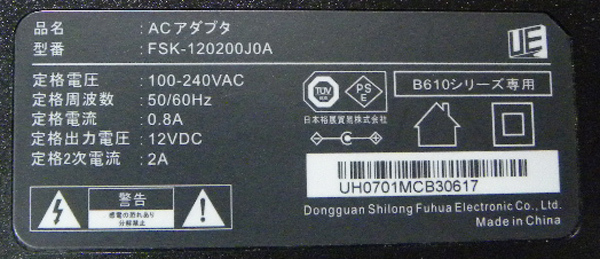 品名 : ACアダプタ
型番 : FSK-120200J0A
UE
定格電圧 : 100-240VAC
定格周波数 : 50/60Hz
定格電流 : 0.8A
定格出力電圧 : 12VDC
定格2次電流 : 2A
TÜV
PS
E
B610シリーズ専用
日本裕展貿易株式会社
警告
感電の恐れあり
分解禁止
UH0701MCB30617
Dongguan Shilong Fuhua Electronic Co., Ltd.
Made in China